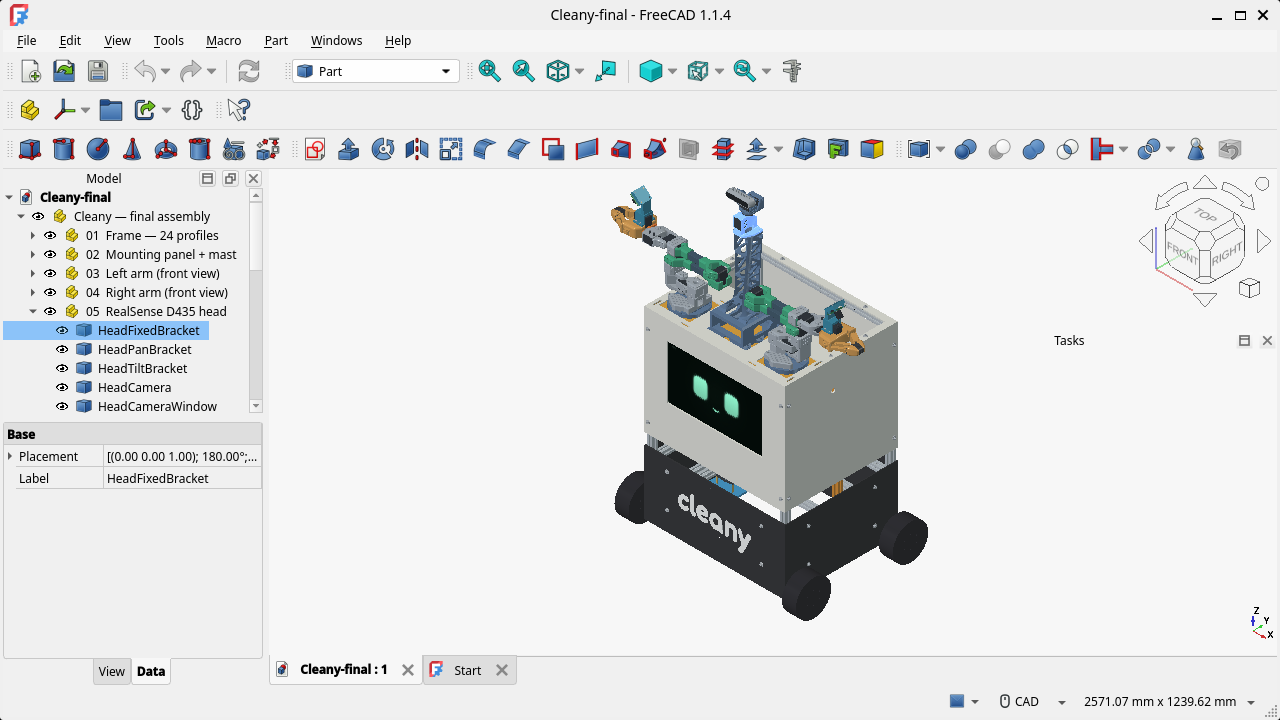 Cleany-final - FreeCAD 1.1.4
File Edit View Tools Macro Part Windows Help
Part
Model
Cleany-final
Cleany — final assembly
01 Frame — 24 profiles
02 Mounting panel + mast
03 Left arm (front view)
04 Right arm (front view)
05 RealSense D435 head
HeadFixedBracket
HeadPanBracket
HeadTiltBracket
HeadCamera
HeadCameraWindow
Base
Placement [(0.00 0.00 1.00); 180.00°;...
Label HeadFixedBracket
View Data
TOP
FRONT RIGHT
Tasks
cleany
Z
Y
X
Cleany-final : 1
Start
CAD
2571.07 mm x 1239.62 mm